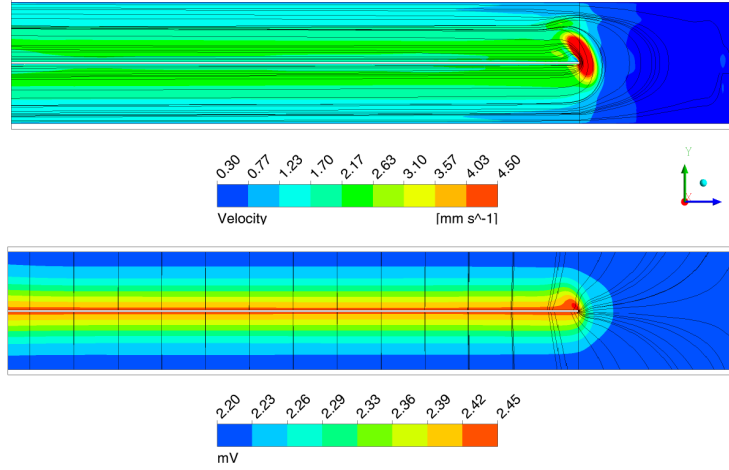 0.30 0.77 1.23 1.70 2.17 2.63 3.10 3.57 4.03 4.50
Velocity [mm s^-1]
Y
2.20 2.23 2.26 2.29 2.33 2.36 2.39 2.42 2.45
mV